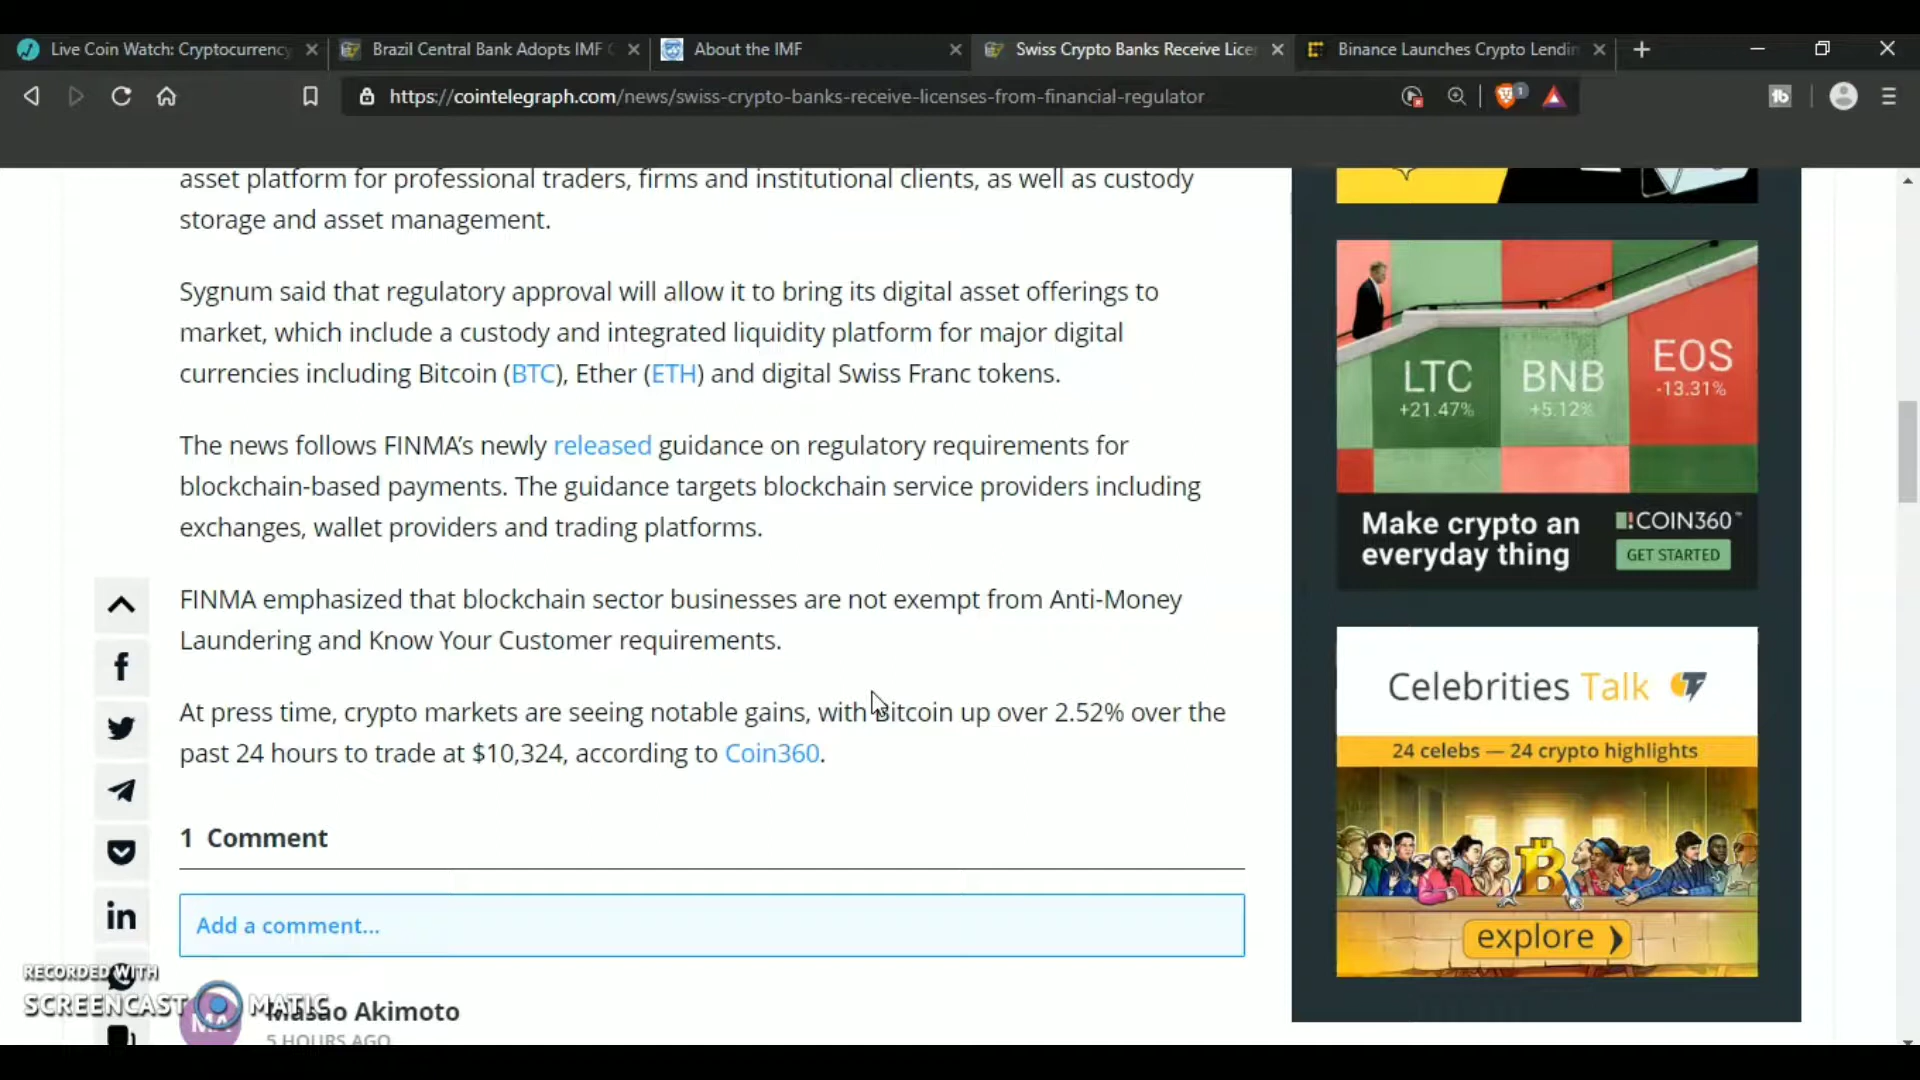 Live Coin Watch: Cryptocurrency
Brazil Central Bank Adopts IMF
About the IMF
Swiss Crypto Banks Receive Lice
Binance Launches Crypto Lendin
https://cointelegraph.com/news/swiss-crypto-banks-receive-licenses-from-financial-regulator
1
tb
asset platform for professional traders, firms and institutional clients, as well as custody
storage and asset management.
Sygnum said that regulatory approval will allow it to bring its digital asset offerings to
market, which include a custody and integrated liquidity platform for major digital
currencies including Bitcoin (BTC), Ether (ETH) and digital Swiss Franc tokens.
The news follows FINMA’s newly released guidance on regulatory requirements for
blockchain-based payments. The guidance targets blockchain service providers including
exchanges, wallet providers and trading platforms.
FINMA emphasized that blockchain sector businesses are not exempt from Anti-Money
Laundering and Know Your Customer requirements.
At press time, crypto markets are seeing notable gains, with Bitcoin up over 2.52% over the
past 24 hours to trade at $10,324, according to Coin360.
1 Comment
Add a comment...
Masao Akimoto
5 HOURS AGO
MA
RECORDED WITH
SCREENCAST MATIC
LTC
+21.47%
BNB
+5.12%
EOS
-13.31%
Make crypto an
everyday thing
COIN360™
GET STARTED
Celebrities Talk
24 celebs — 24 crypto highlights
explore